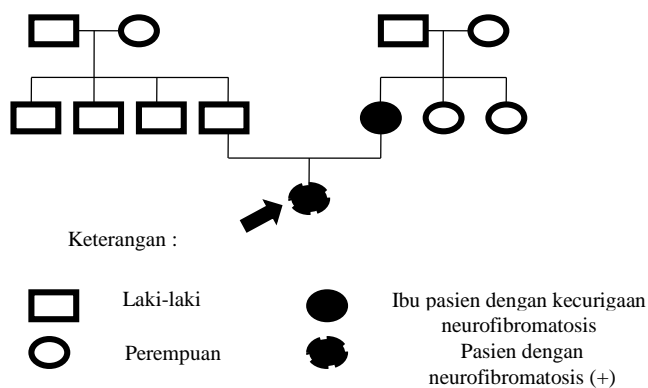 Keterangan :
Laki-laki
Ibu pasien dengan kecurigaan
neurofibromatosis
Perempuan
Pasien dengan
neurofibromatosis (+)